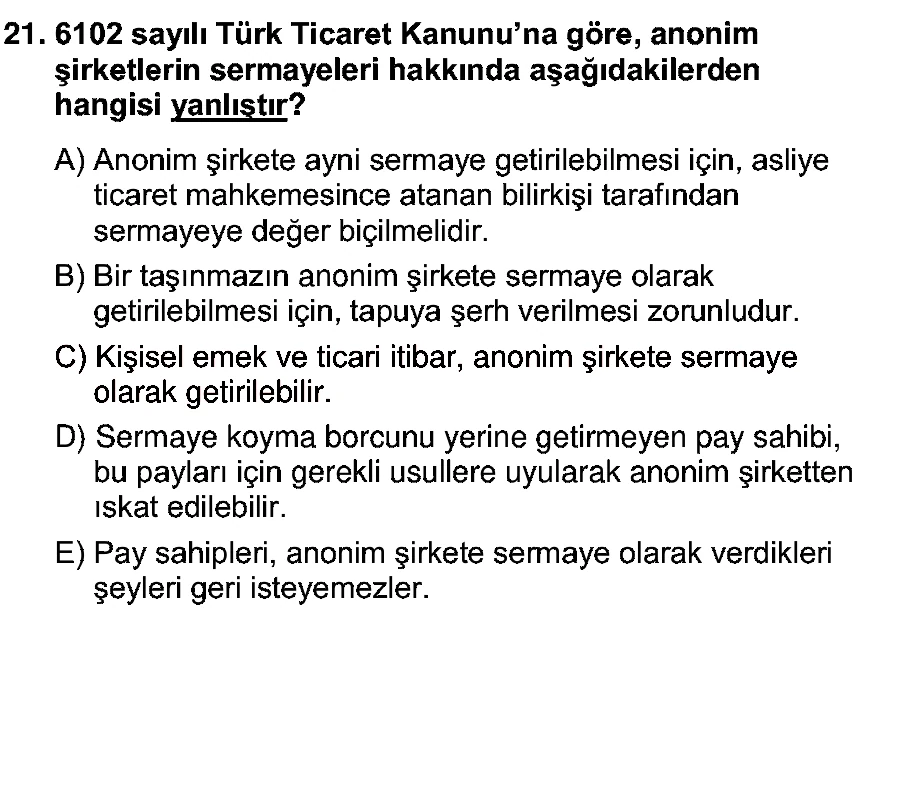 21. 6102 sayılı Türk Ticaret Kanunu’na göre, anonim
şirketlerin sermayeleri hakkında aşağıdakilerden
hangisi yanlıştır?
A) Anonim şirkete ayni sermaye getirilebilmesi için, asliye
ticaret mahkemesince atanan bilirkişi tarafından
sermayeye değer biçilmelidir.
B) Bir taşınmazın anonim şirkete sermaye olarak
getirilebilmesi için, tapuya şerh verilmesi zorunludur.
C) Kişisel emek ve ticari itibar, anonim şirkete sermaye
olarak getirilebilir.
D) Sermaye koyma borcunu yerine getirmeyen pay sahibi,
bu payları için gerekli usullere uyularak anonim şirketten
ıskat edilebilir.
E) Pay sahipleri, anonim şirkete sermaye olarak verdikleri
şeyleri geri isteyemezler.